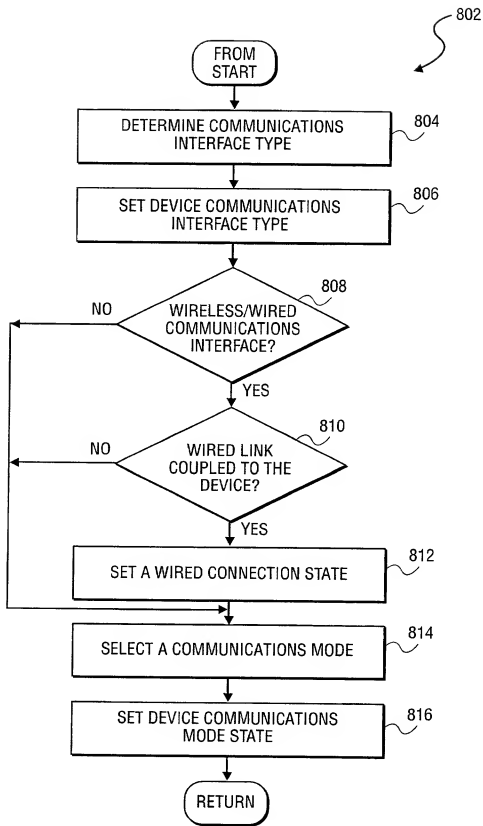 802
FROM
START
DETERMINE COMMUNICATIONS
INTERFACE TYPE
804
SET DEVICE COMMUNICATIONS
INTERFACE TYPE
806
808
NO
WIRELESS/WIRED
COMMUNICATIONS
INTERFACE?
YES
810
NO
WIRED LINK
COUPLED TO THE
DEVICE?
YES
SET A WIRED CONNECTION STATE
812
SELECT A COMMUNICATIONS MODE
814
SET DEVICE COMMUNICATIONS
MODE STATE
816
RETURN